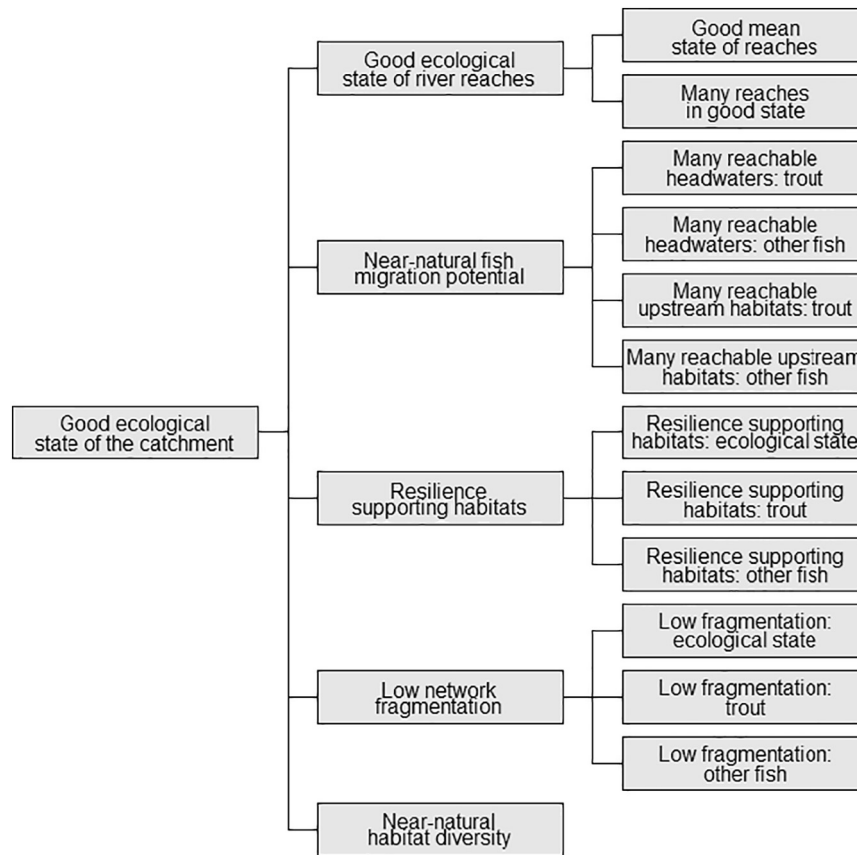 Good ecological
state of the catchment
Good ecological
state of river reaches
Good mean
state of reaches
Many reaches
in good state
Near-natural fish
migration potential
Many reachable
headwaters: trout
Many reachable
headwaters: other fish
Many reachable
upstream habitats: trout
Many reachable upstream
habitats: other fish
Resilience
supporting habitats
Resilience supporting
habitats: ecological state
Resilience supporting
habitats: trout
Resilience supporting
habitats: other fish
Low network
fragmentation
Low fragmentation:
ecological state
Low fragmentation:
trout
Low fragmentation:
other fish
Near-natural
habitat diversity